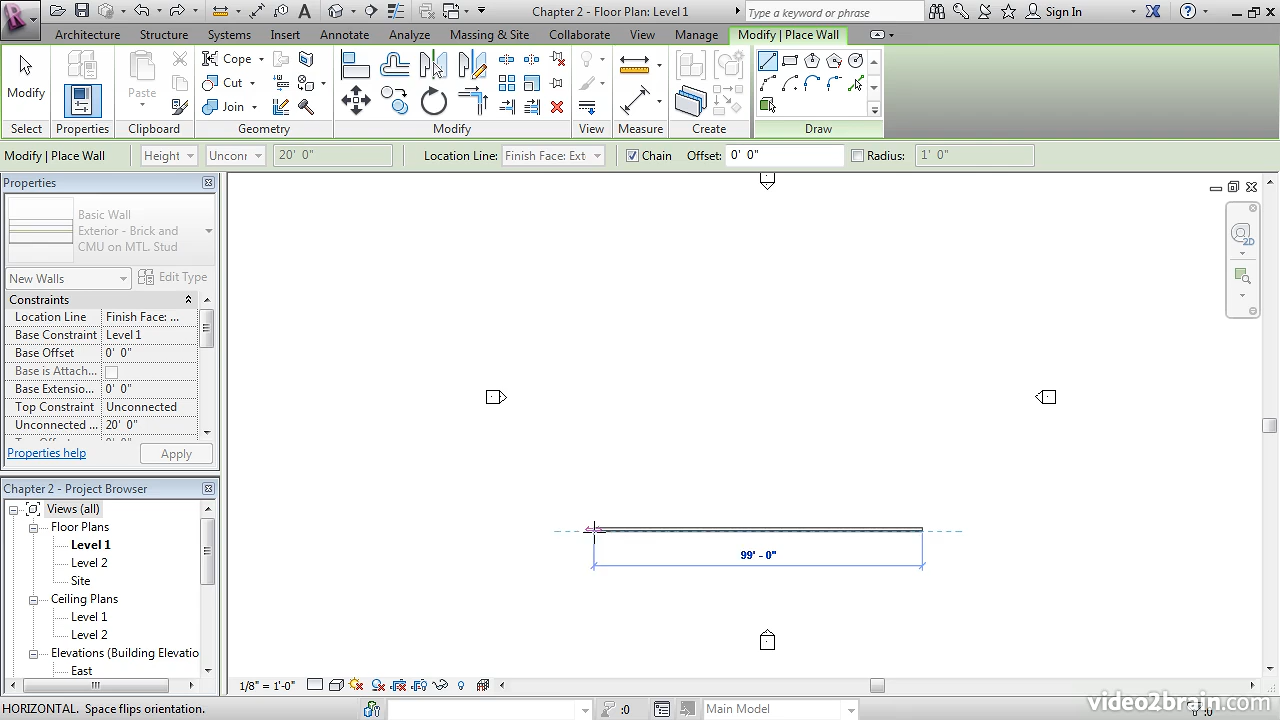 Chapter 2 - Floor Plan: Level 1
Type a keyword or phrase
Sign In
Architecture
Structure
Systems
Insert
Annotate
Analyze
Massing & Site
Collaborate
View
Manage
Modify | Place Wall
Modify
Paste
Cope
Cut
Join
Select
Properties
Clipboard
Geometry
Modify
View
Measure
Create
Draw
Modify | Place Wall
Height
Unconr
20' 0"
Location Line:
Finish Face: Ext
Chain
Offset:
0' 0"
Radius:
1' 0"
Properties
Basic Wall
Exterior - Brick and
CMU on MTL. Stud
New Walls
Edit Type
Constraints
Location Line
Finish Face: ...
Base Constraint
Level 1
Base Offset
0' 0"
Base is Attach...
Base Extensio...
0' 0"
Top Constraint
Unconnected
Unconnected ...
20' 0"
Properties help
Apply
Chapter 2 - Project Browser
Views (all)
Floor Plans
Level 1
Level 2
Site
Ceiling Plans
Level 1
Level 2
Elevations (Building Elevatio
East
2D
99' - 0"
1/8" = 1'-0"
HORIZONTAL. Space flips orientation.
:0
Main Model
video2brain.com